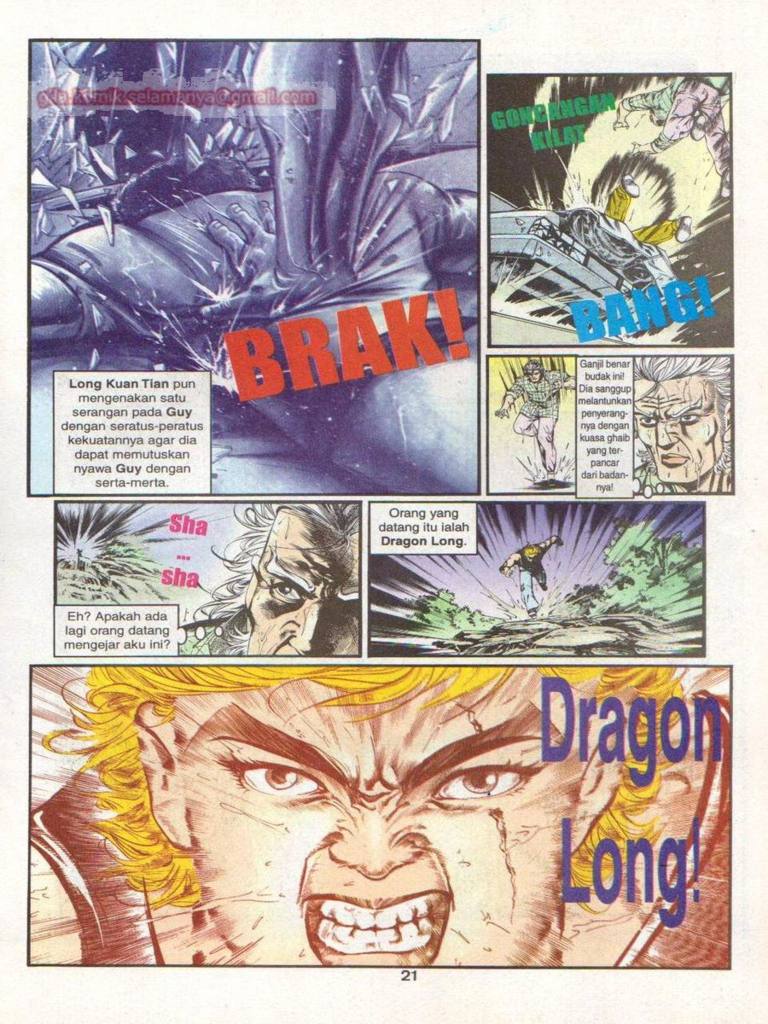 gila.komik.selamanya@gmail.com
BRAK!
Long Kuan Tian pun
mengenakan satu
serangan pada Guy
dengan seratus-peratus
kekuatannya agar dia
dapat memutuskan
nyawa Guy dengan
serta-merta.
GONCANGAN
KILAT
BANG!
Ganjil benar
budak ini!
Dia sanggup
melantunkan
penyerang-
nya dengan
kuasa ghaib
yang ter-
pancar
dari badan-
nya!
Sha
...
sha
Eh? Apakah ada
lagi orang datang
mengejar aku ini?
Orang yang
datang itu ialah
Dragon Long.
Dragon
Long!
21